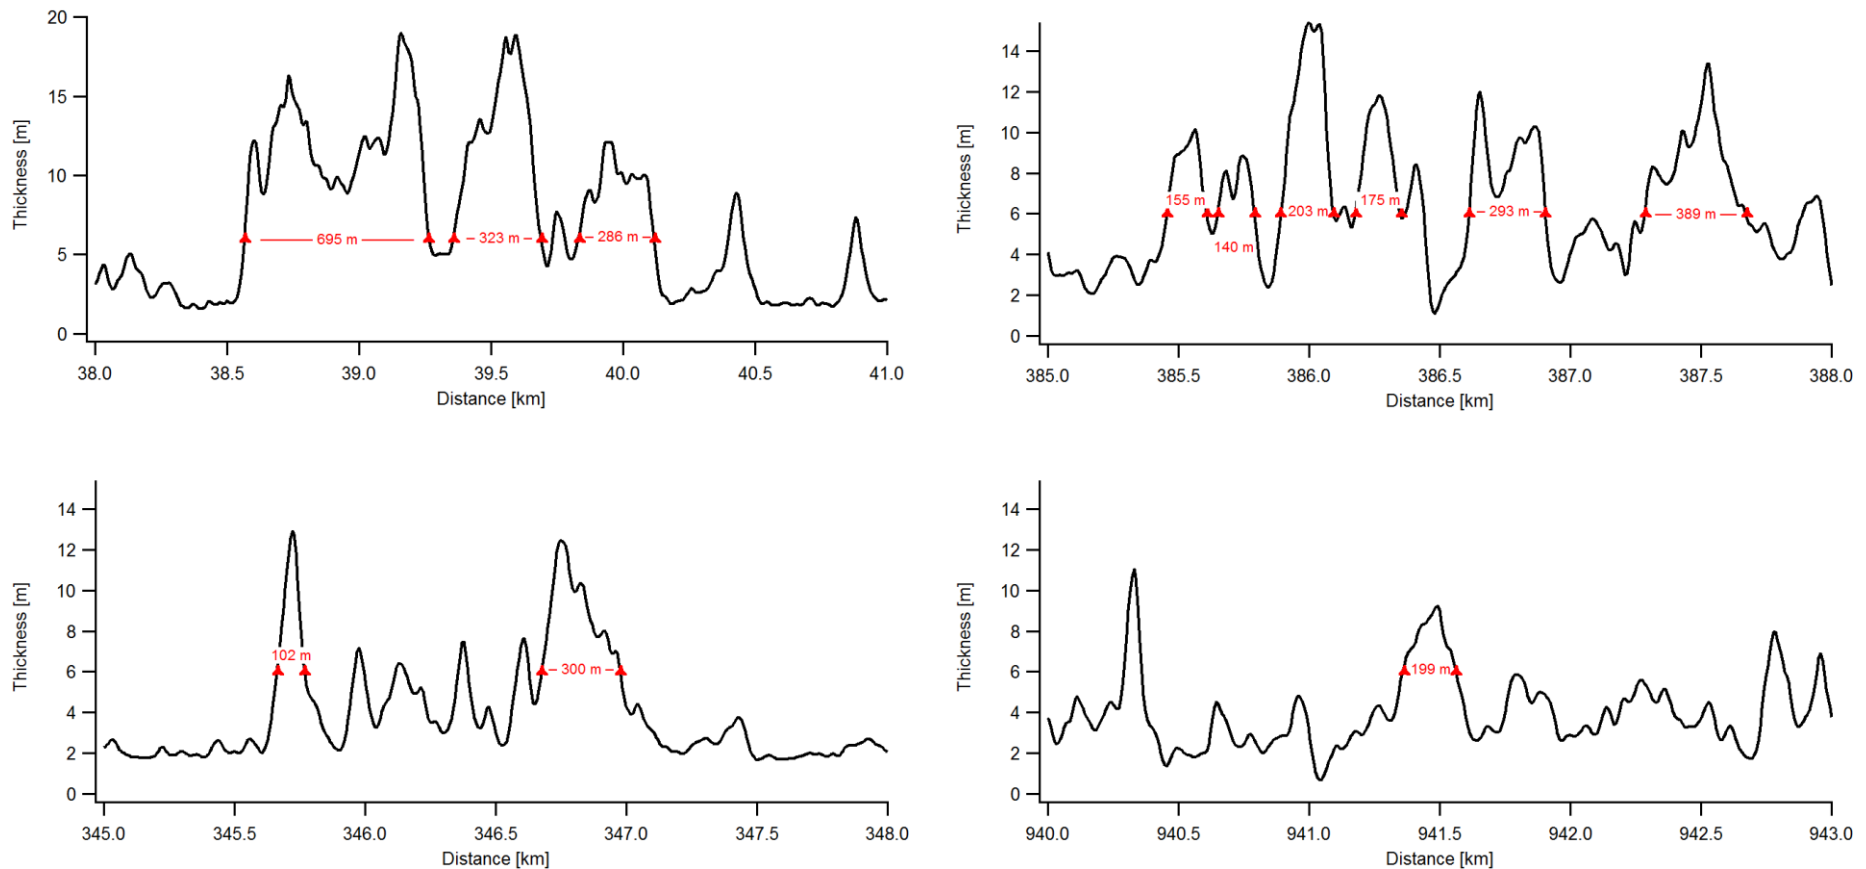 20
15
10
5
0
Thickness [m]
695 m
323 m
286 m
38.0 38.5 39.0 39.5 40.0 40.5 41.0
Distance [km]
14
12
10
8
6
4
2
0
Thickness [m]
155 m
140 m
203 m
175 m
293 m
389 m
385.0 385.5 386.0 386.5 387.0 387.5 388.0
Distance [km]
14
12
10
8
6
4
2
0
Thickness [m]
102 m
300 m
345.0 345.5 346.0 346.5 347.0 347.5 348.0
Distance [km]
14
12
10
8
6
4
2
0
Thickness [m]
199 m
940.0 940.5 941.0 941.5 942.0 942.5 943.0
Distance [km]